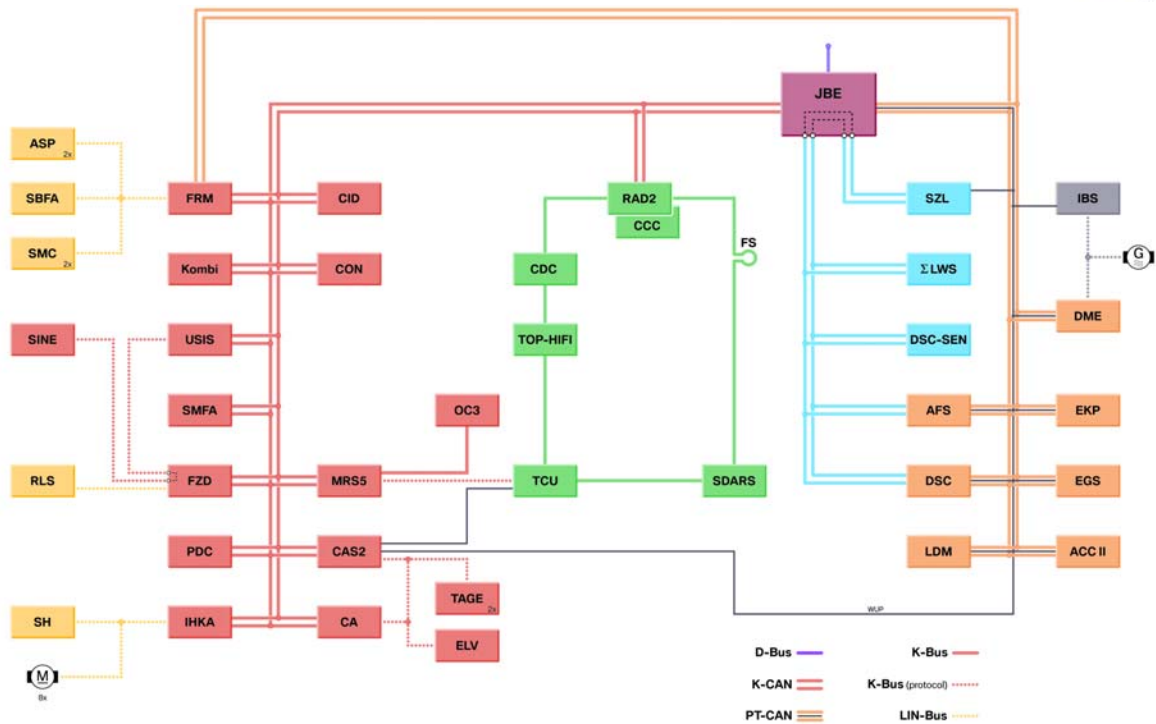 JBE
ASP
2x
SBFA
FRM
CID
RAD2
CCC
SZL
IBS
SMC
2x
FS
G
Kombi
CON
CDC
ΣLWS
DME
SINE
USIS
TOP-HIFI
DSC-SEN
SMFA
OC3
AFS
EKP
RLS
FZD
MRS5
TCU
SDARS
DSC
EGS
PDC
CAS2
LDM
ACC II
TAGE
2x
WUP
SH
IHKA
CA
ELV
M
8x
D-Bus
K-Bus
K-CAN
K-Bus (protocol)
PT-CAN
LIN-Bus